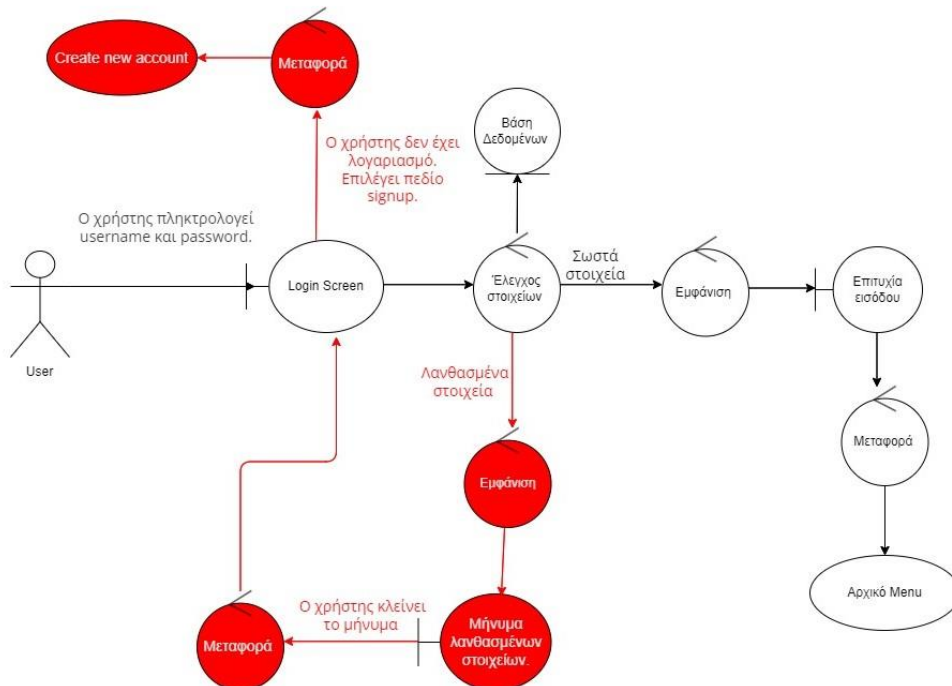 Create new account
Μεταφορά
Ο χρήστης δεν έχει
λογαριασμό.
Επιλέγει πεδίο
signup.
Βάση
Δεδομένων
Ο χρήστης πληκτρολογεί
username και password.
User
Login Screen
Έλεγχος
στοιχείων
Σωστά
στοιχεία
Εμφάνιση
Επιτυχία
εισόδου
Λανθασμένα
στοιχεία
Μεταφορά
Εμφάνιση
Αρχικό Menu
Ο χρήστης κλείνει
το μήνυμα
Μεταφορά
Μήνυμα
λανθασμένων
στοιχείων.